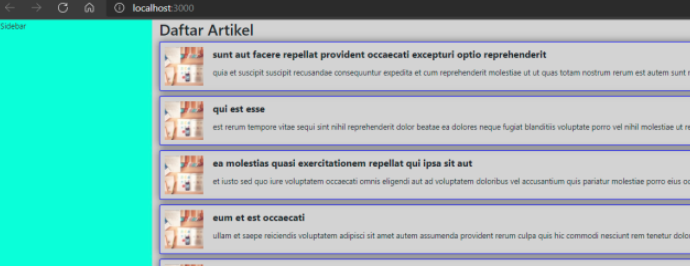 localhost:3000
Sidebar
Daftar Artikel
sunt aut facere repellat provident occaecati excepturi optio reprehenderit
quia et suscipit suscipit recusandae consequuntur expedita et cum reprehenderit molestiae ut ut quas totam nostrum rerum est autem sunt
qui est esse
est rerum tempore vitae sequi sint nihil reprehenderit dolor beatae ea dolores neque fugiat blanditiis voluptate porro vel nihil molestiae ut
ea molestias quasi exercitationem repellat qui ipsa sit aut
et iusto sed quo iure voluptatem occaecati omnis eligendi aut ad voluptatem doloribus vel accusantium quis pariatur molestiae porro eius
eum et est occaecati
ullam et saepe reiciendis voluptatem adipisci sit amet autem assumenda provident rerum culpa quis hic commodi nesciunt rem tenetur